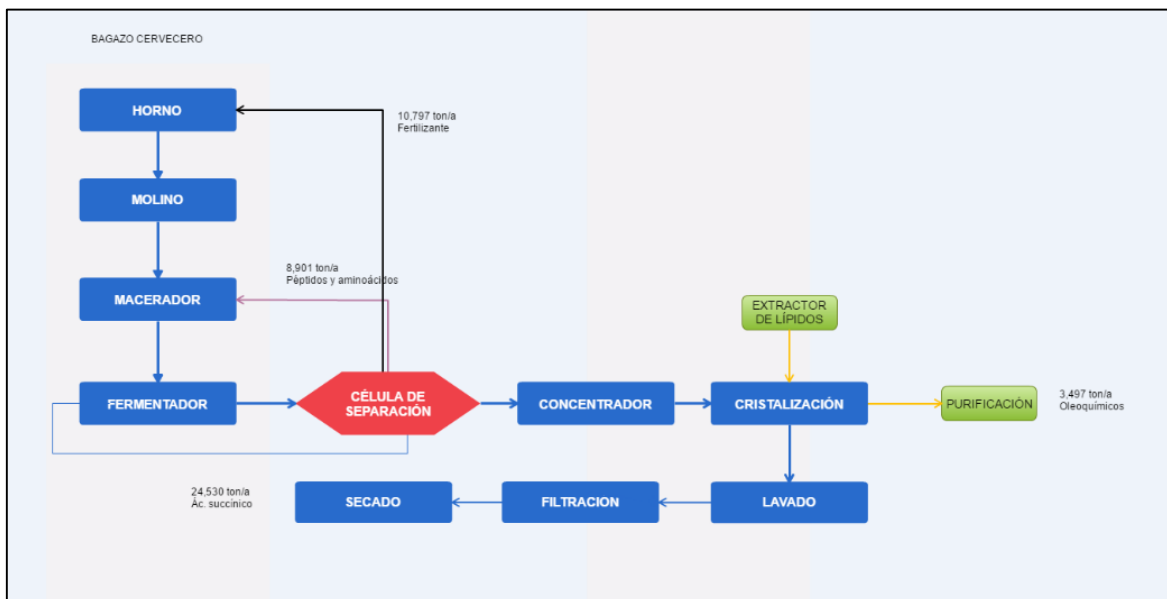 BAGAZO CERVECERO
HORNO
10,797 ton/a
Fertilizante
MOLINO
8,901 ton/a
Péptidos y aminoácidos
MACERADOR
EXTRACTOR
DE LÍPIDOS
FERMENTADOR
CÉLULA DE
SEPARACIÓN
CONCENTRADOR
CRISTALIZACIÓN
PURIFICACIÓN
3,497 ton/a
Oleoquímicos
24,530 ton/a
Ác. succínico
SECADO
FILTRACION
LAVADO